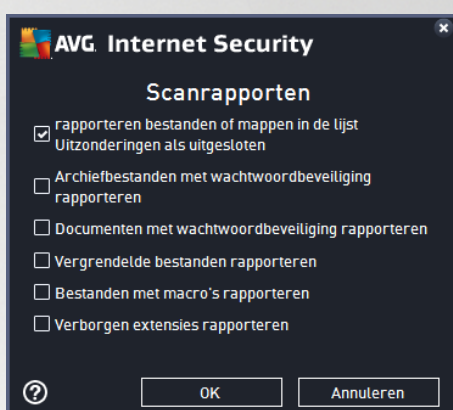 AVG. Internet Security
Scanrapporten
rapporteren bestanden of mappen in de lijst
Uitzonderingen als uitgesloten
Archiefbestanden met wachtwoordbeveiliging
rapporteren
Documenten met wachtwoordbeveiliging rapporteren
Vergrendelde bestanden rapporteren
Bestanden met macro's rapporteren
Verborgen extensies rapporteren
? OK Annuleren